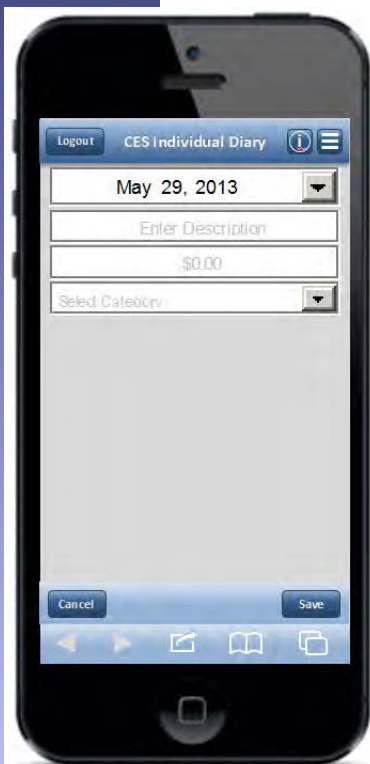 Logout CES Individual Diary
May 29, 2013
Enter Description
$0.00
Select Category
Cancel Save